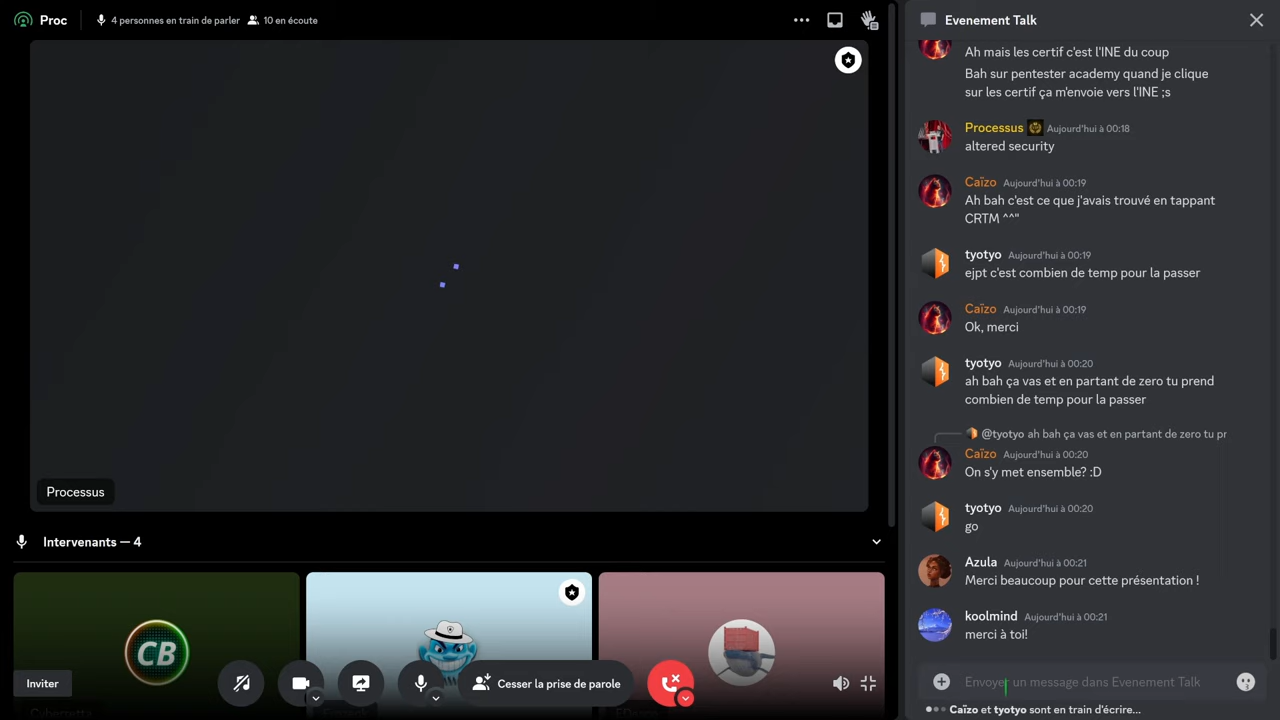 Proc
4 personnes en train de parler
10 en écoute
Processus
Intervenants — 4
CB
Inviter
Cesser la prise de parole
Evenement Talk
Ah mais les certif c'est l'INE du coup
Bah sur pentester academy quand je clique
sur les certif ça m'envoie vers l'INE ;s
Processus Aujourd'hui à 00:18
altered security
Caïzo Aujourd'hui à 00:19
Ah bah c'est ce que j'avais trouvé en tappant
CRTM ^^"
tyotyo Aujourd'hui à 00:19
ejpt c'est combien de temp pour la passer
Caïzo Aujourd'hui à 00:19
Ok, merci
tyotyo Aujourd'hui à 00:20
ah bah ça vas et en partant de zero tu prend
combien de temp pour la passer
@tyotyo ah bah ça vas et en partant de zero tu pr
Caïzo Aujourd'hui à 00:20
On s'y met ensemble? :D
tyotyo Aujourd'hui à 00:20
go
Azula Aujourd'hui à 00:21
Merci beaucoup pour cette présentation !
koolmind Aujourd'hui à 00:21
merci à toi!
Envoyer un message dans Evenement Talk
Caïzo et tyotyo sont en train d'écrire...